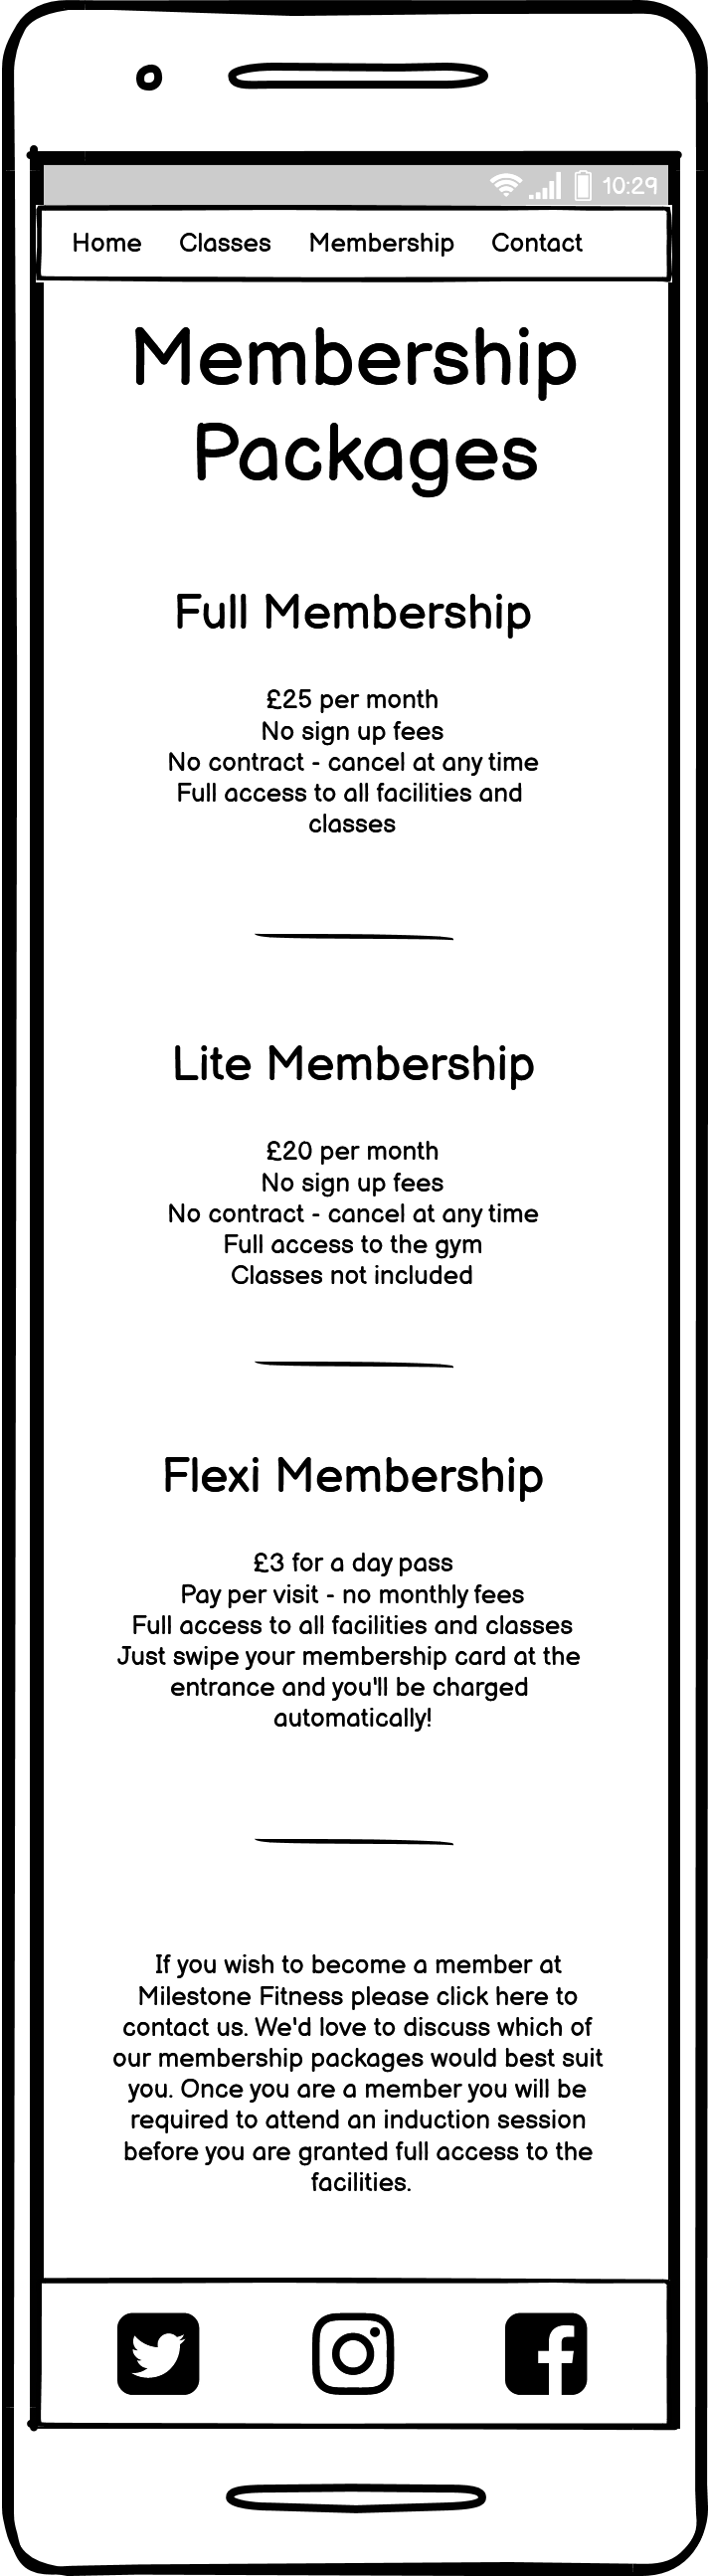 10:29
Home Classes Membership Contact
Membership
Packages
Full Membership
£25 per month
No sign up fees
No contract - cancel at any time
Full access to all facilities and
classes
Lite Membership
£20 per month
No sign up fees
No contract - cancel at any time
Full access to the gym
Classes not included
Flexi Membership
£3 for a day pass
Pay per visit - no monthly fees
Full access to all facilities and classes
Just swipe your membership card at the
entrance and you'll be charged
automatically!
If you wish to become a member at
Milestone Fitness please click here to
contact us. We'd love to discuss which of
our membership packages would best suit
you. Once you are a member you will be
required to attend an induction session
before you are granted full access to the
facilities.